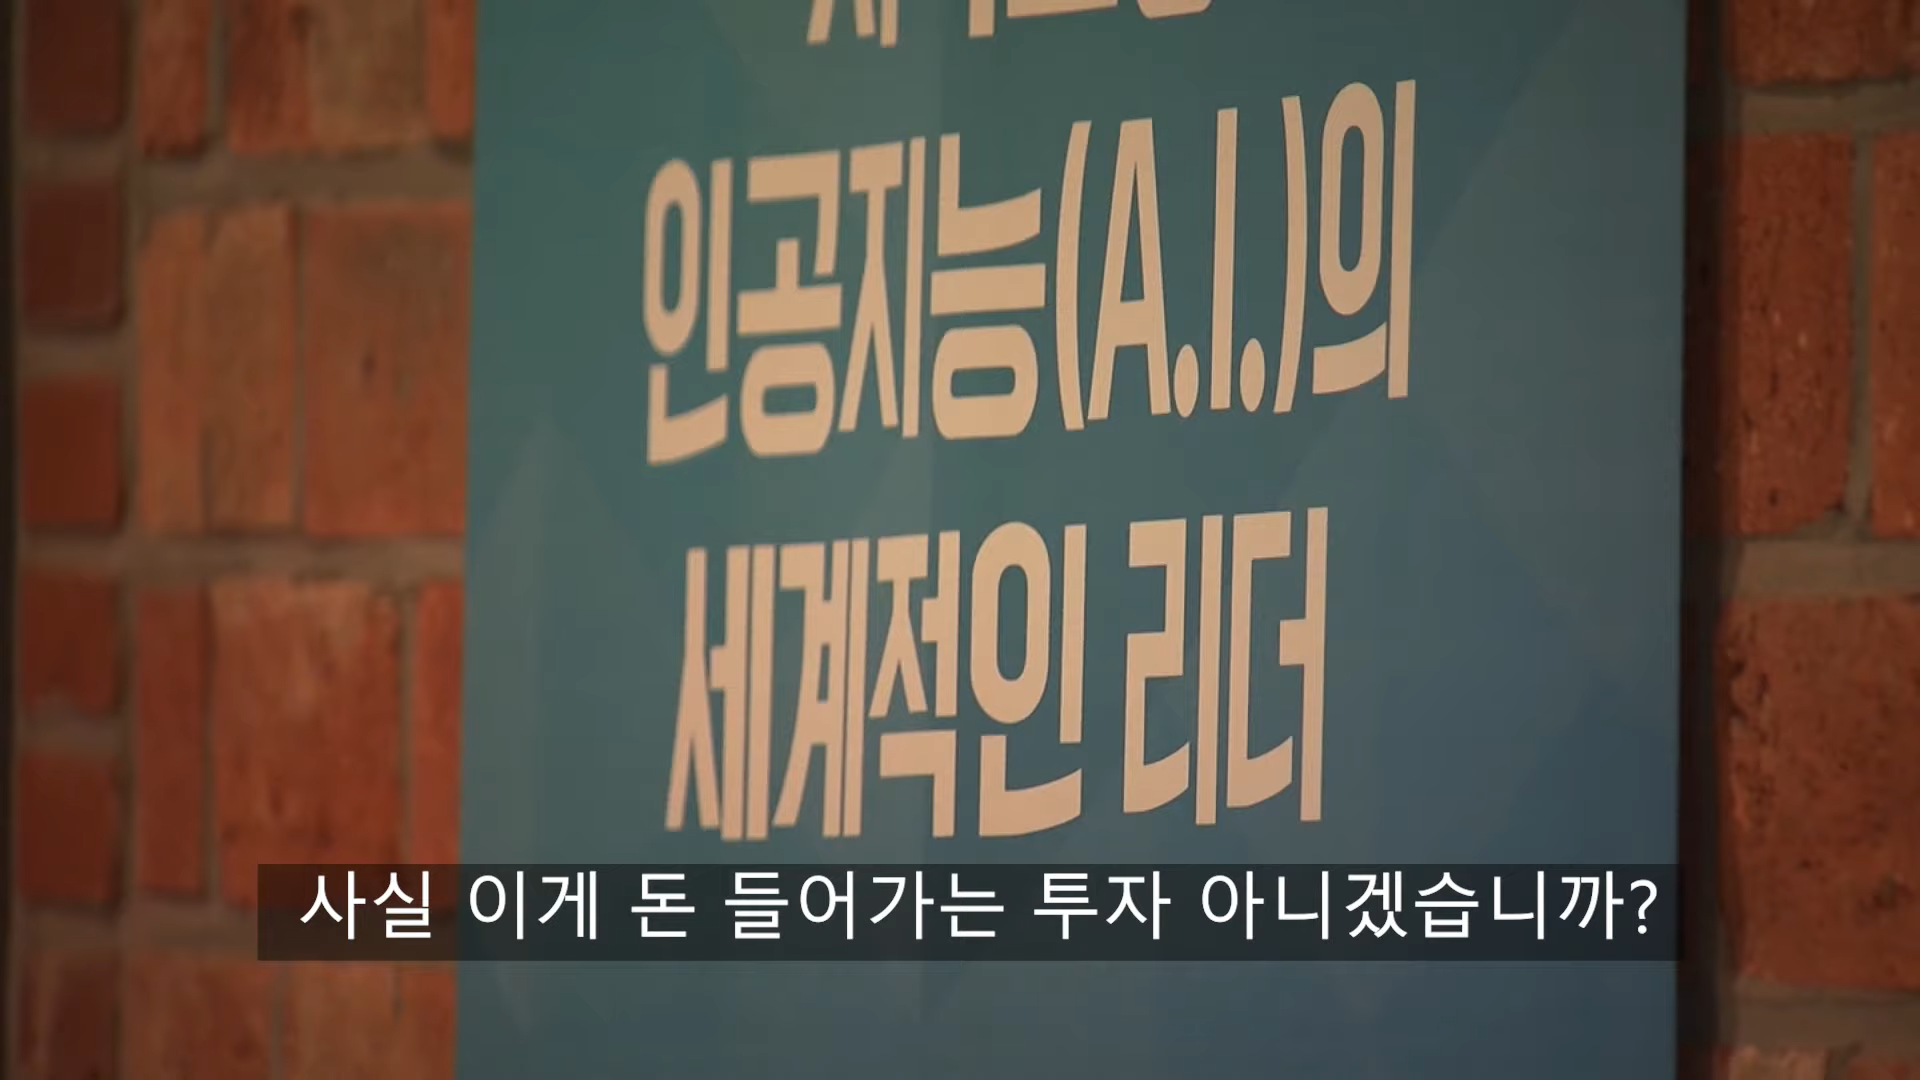 인공지능(A.I.)의
세계적인 리더
사실 이게 돈 들어가는 투자 아니겠습니까?